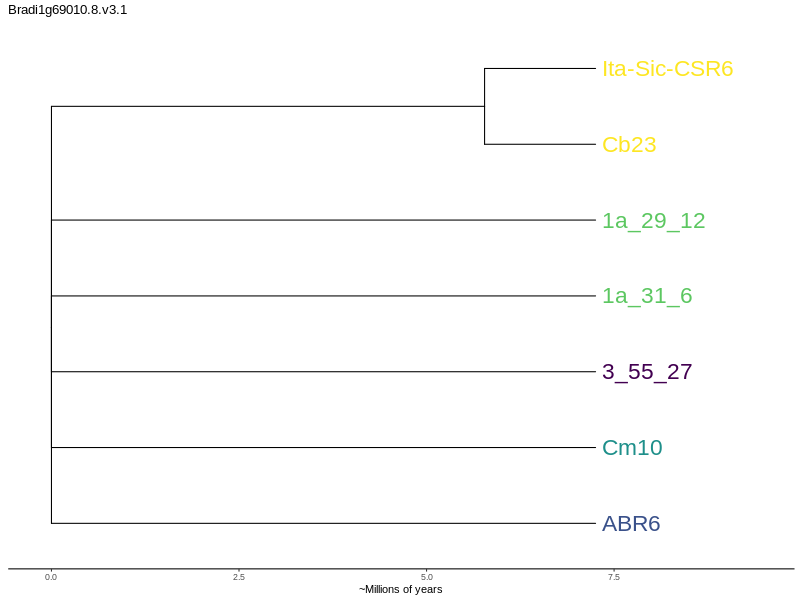 Bradi1g69010.8.v3.1
Ita-Sic-CSR6
Cb23
1a_29_12
1a_31_6
3_55_27
Cm10
ABR6
0.0 2.5 5.0 7.5
~Millions of years